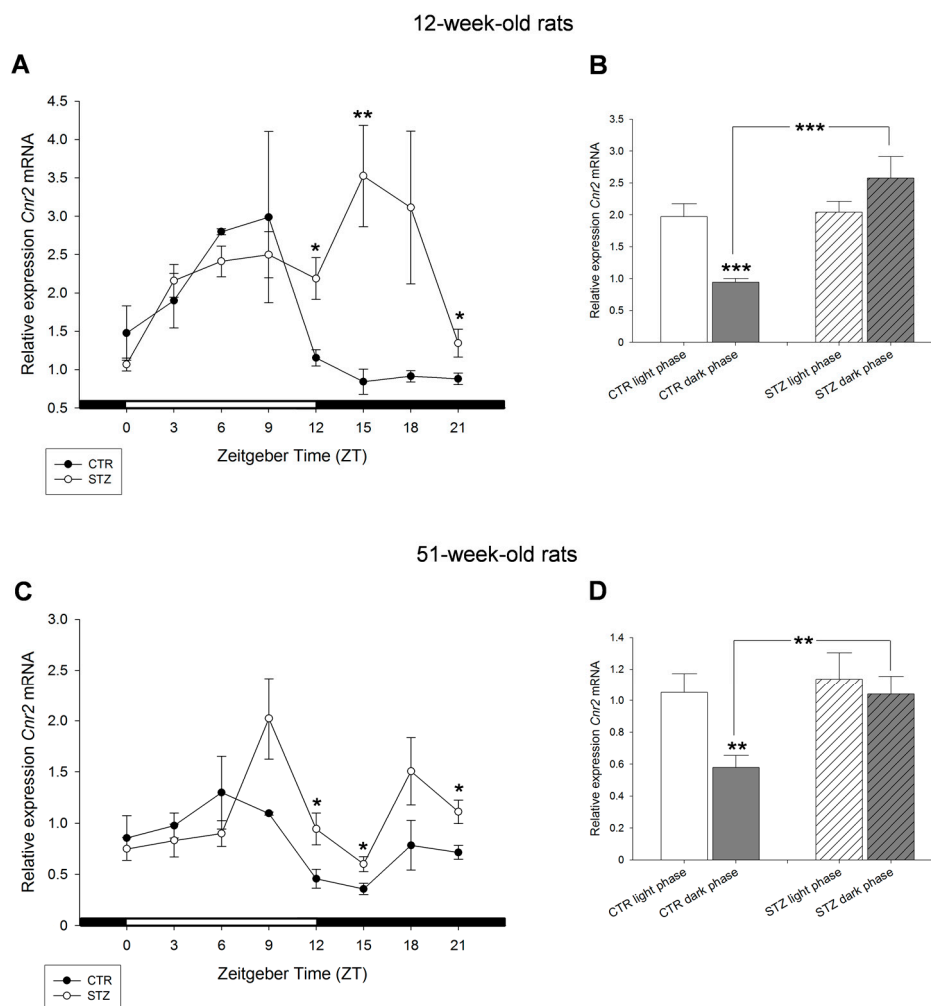 12-week-old rats
A
Relative expression Cnr2 mRNA
4.5
4.0
3.5
3.0
2.5
2.0
1.5
1.0
0.5
**
*
*
0 3 6 9 12 15 18 21
Zeitgeber Time (ZT)
CTR
STZ
B
Relative expression Cnr2 mRNA
3.5
3.0
2.5
2.0
1.5
1.0
0.5
0
***
***
CTR light phase
CTR dark phase
STZ light phase
STZ dark phase
51-week-old rats
C
Relative expression Cnr2 mRNA
3.0
2.5
2.0
1.5
1.0
0.5
0
*
*
*
0 3 6 9 12 15 18 21
Zeitgeber Time (ZT)
CTR
STZ
D
Relative expression Cnr2 mRNA
1.4
1.2
1.0
0.8
0.6
0.4
0.2
0
**
**
CTR light phase
CTR dark phase
STZ light phase
STZ dark phase